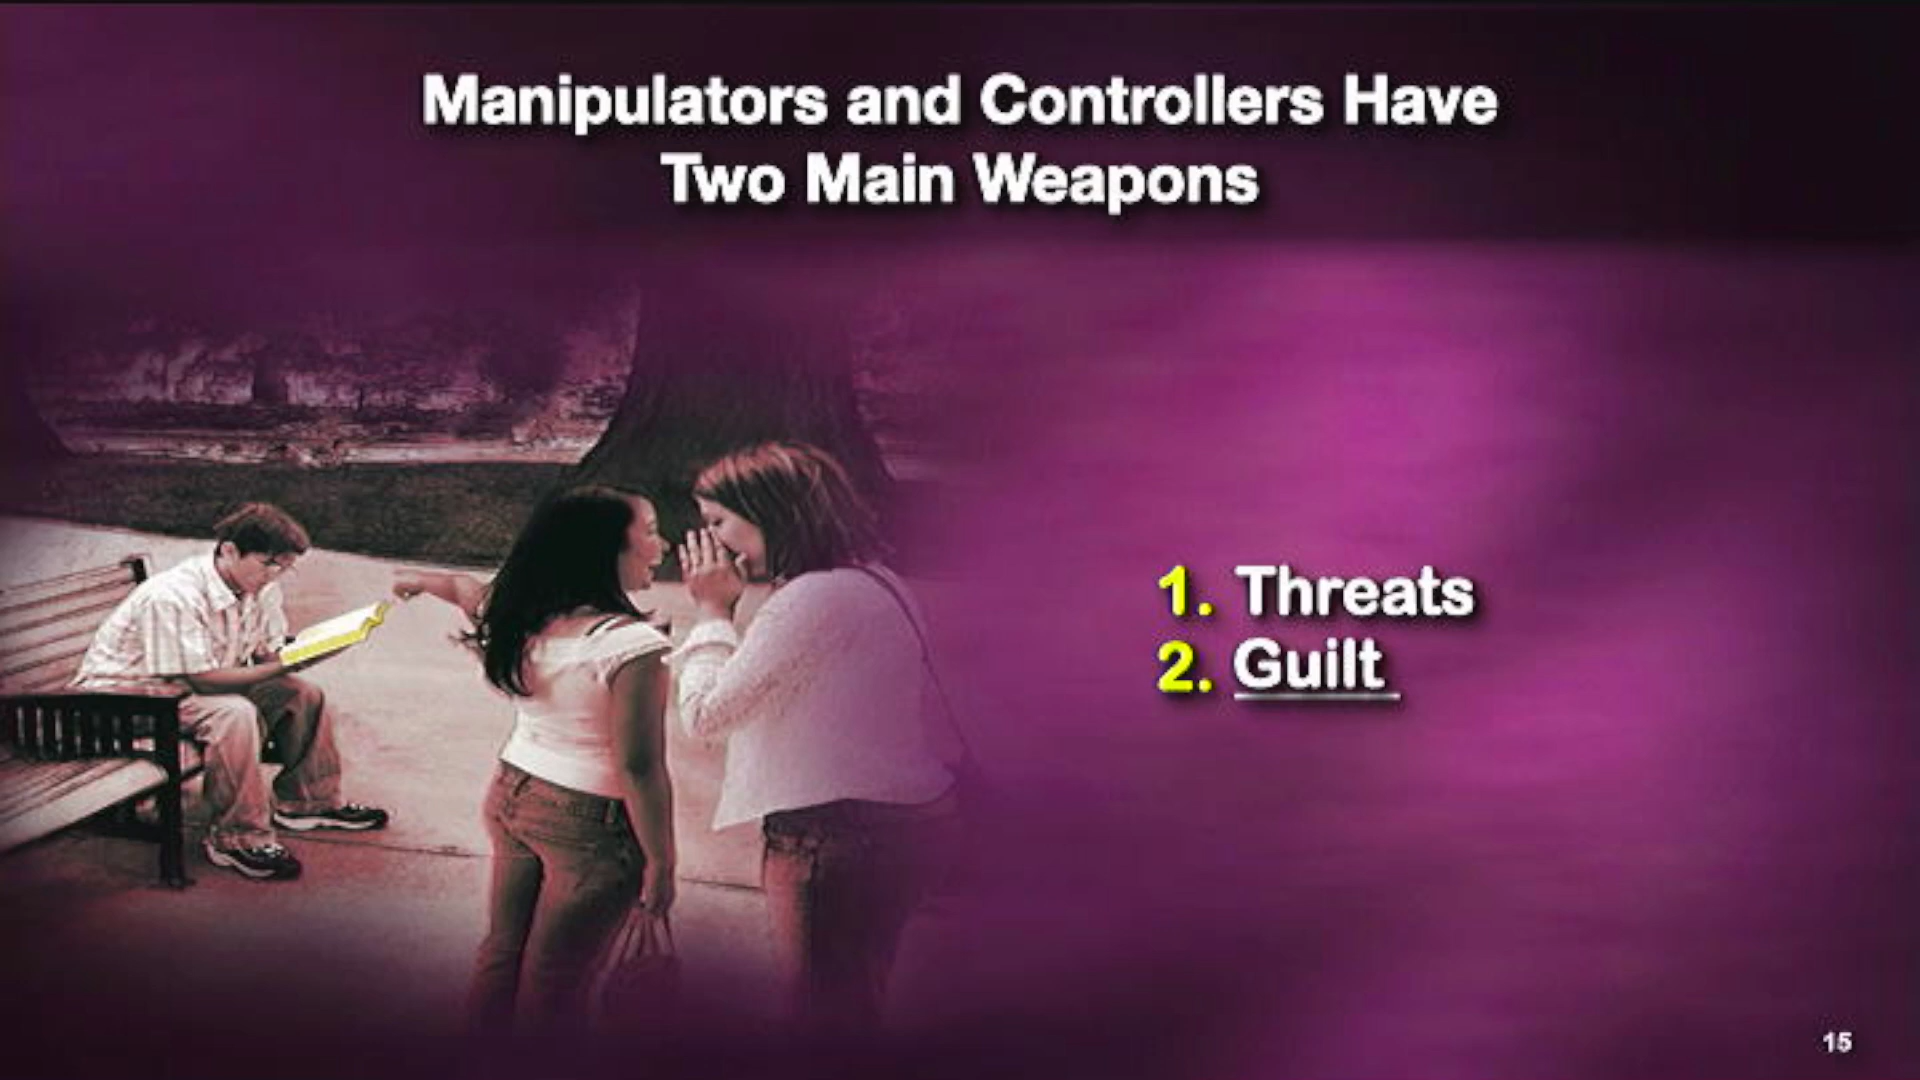 Manipulators and Controllers Have
Two Main Weapons
1. Threats
2. Guilt
15